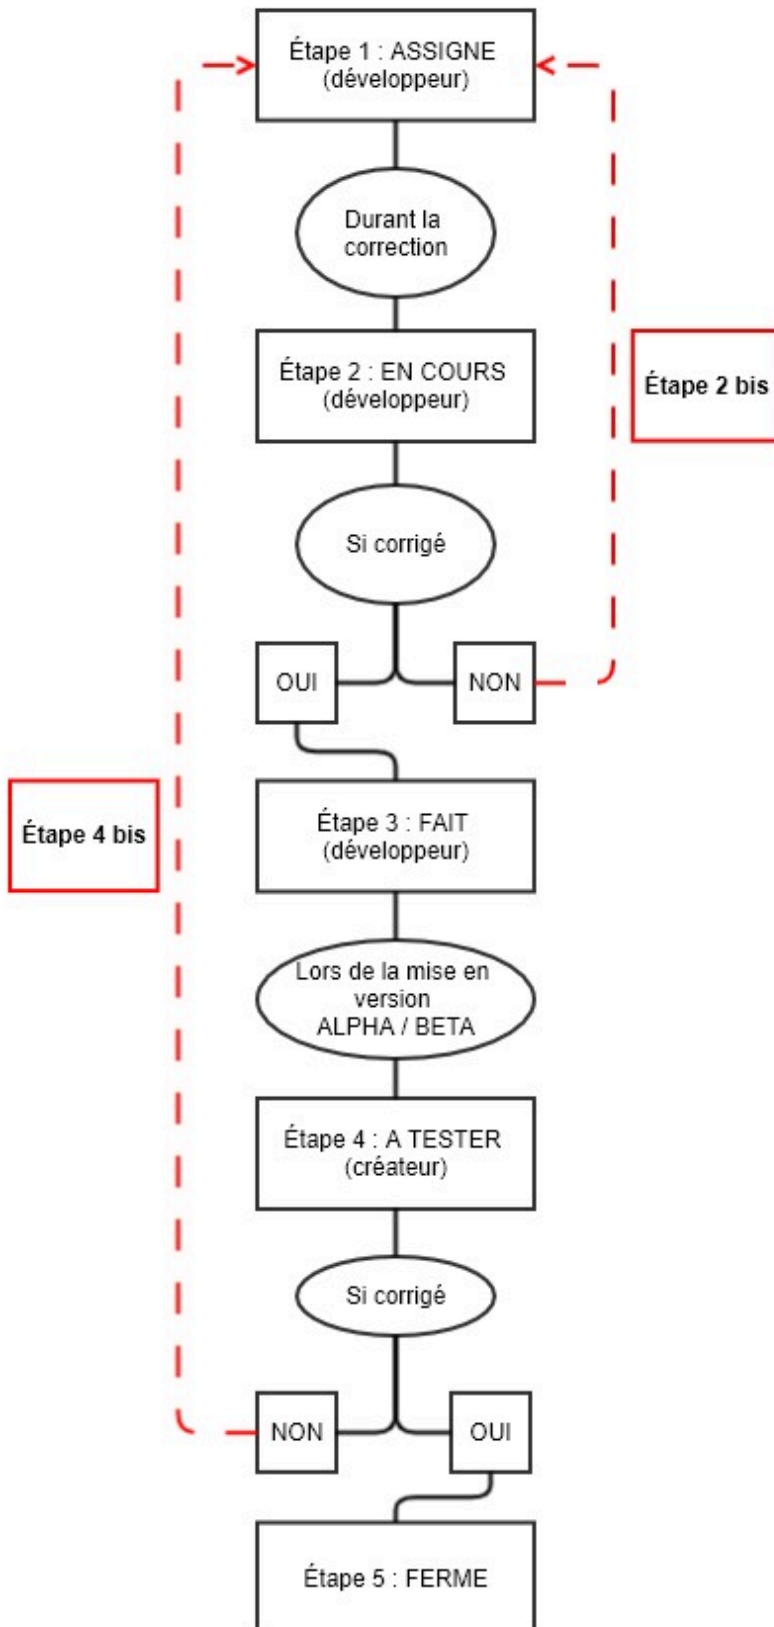 Étape 1 : ASSIGNE
(développeur)
Durant la
correction
Étape 2 : EN COURS
(développeur)
Étape 2 bis
Si corrigé
OUI
NON
Étape 3 : FAIT
(développeur)
Étape 4 bis
Lors de la mise en
version
ALPHA / BETA
Étape 4 : A TESTER
(créateur)
Si corrigé
NON
OUI
Étape 5 : FERME